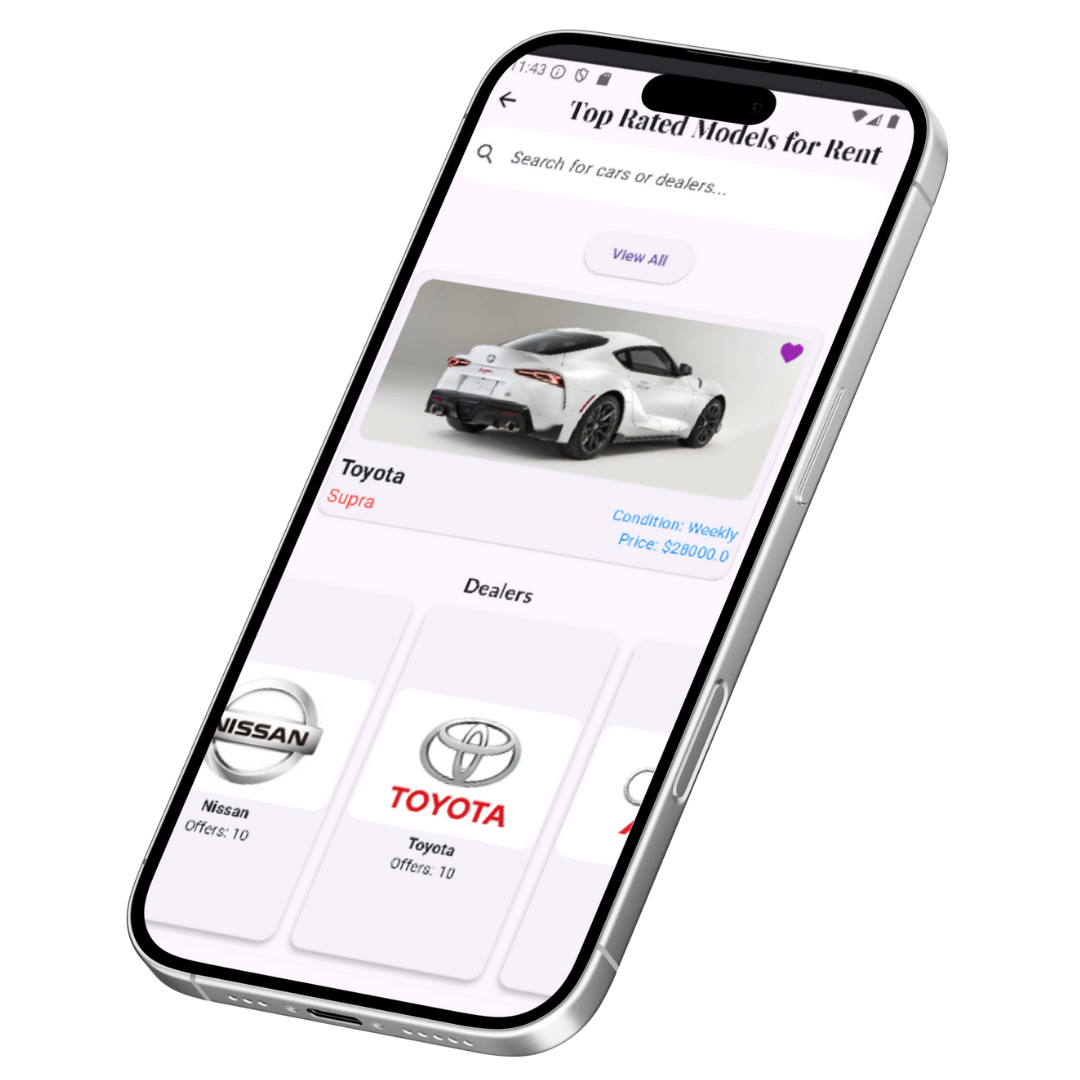 11:43
Top Rated Models for Rent
Search for cars or dealers...
View All
Toyota
Supra
Condition: Weekly
Price: $28000.0
Dealers
NISSAN
Nissan
Offers: 10
TOYOTA
Toyota
Offers: 10